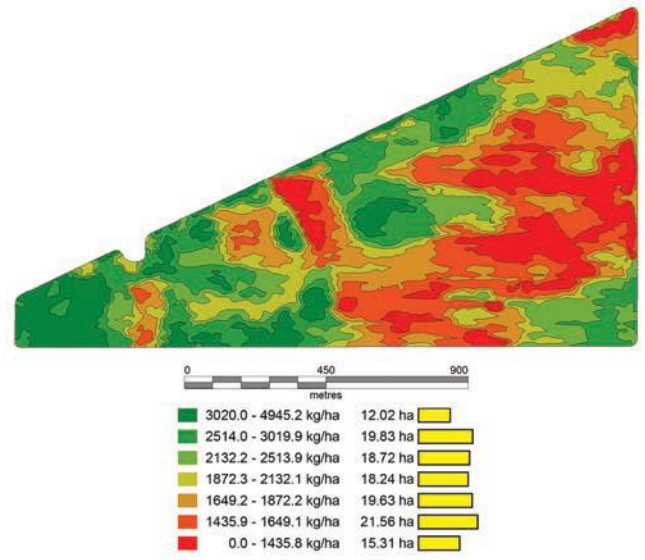 0 450 900
metres
3020.0 - 4945.2 kg/ha 12.02 ha
2514.0 - 3019.9 kg/ha 19.83 ha
2132.2 - 2513.9 kg/ha 18.72 ha
1872.3 - 2132.1 kg/ha 18.24 ha
1649.2 - 1872.2 kg/ha 19.63 ha
1435.9 - 1649.1 kg/ha 21.56 ha
0.0 - 1435.8 kg/ha 15.31 ha